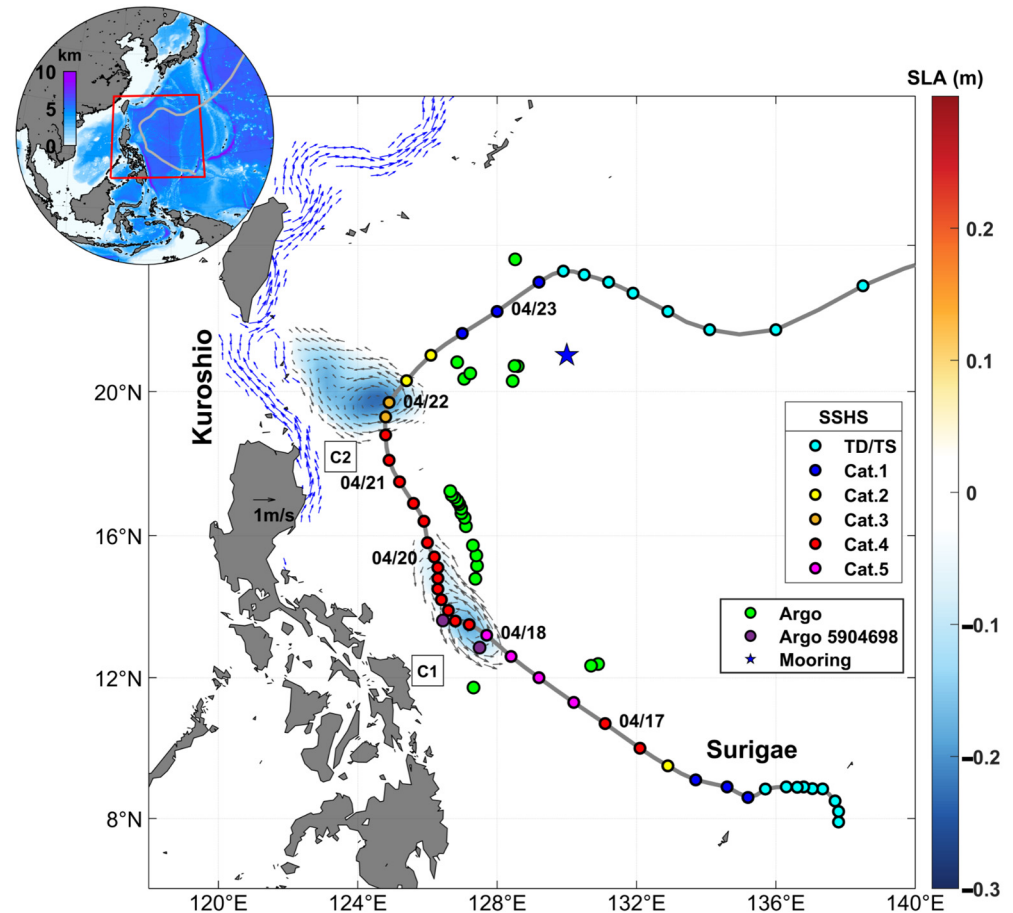 km
10
5
0
SLA (m)
0.2
0.1
0
−0.1
−0.2
−0.3
Kuroshio
04/23
04/22
C2
04/21
1m/s
04/20
04/18
C1
04/17
Surigae
SSHS
TD/TS
Cat.1
Cat.2
Cat.3
Cat.4
Cat.5
Argo
Argo 5904698
Mooring
20°N
16°N
12°N
8°N
120°E 124°E 128°E 132°E 136°E 140°E